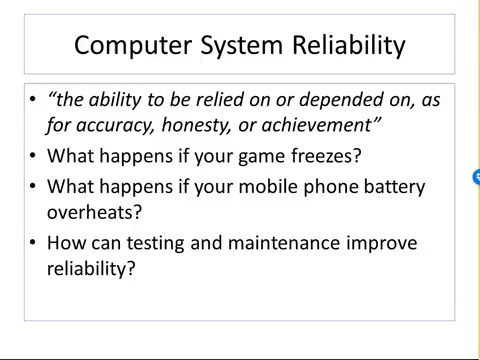 Computer System Reliability
• “the ability to be relied on or depended on, as
for accuracy, honesty, or achievement”
• What happens if your game freezes?
• What happens if your mobile phone battery
overheats?
• How can testing and maintenance improve
reliability?